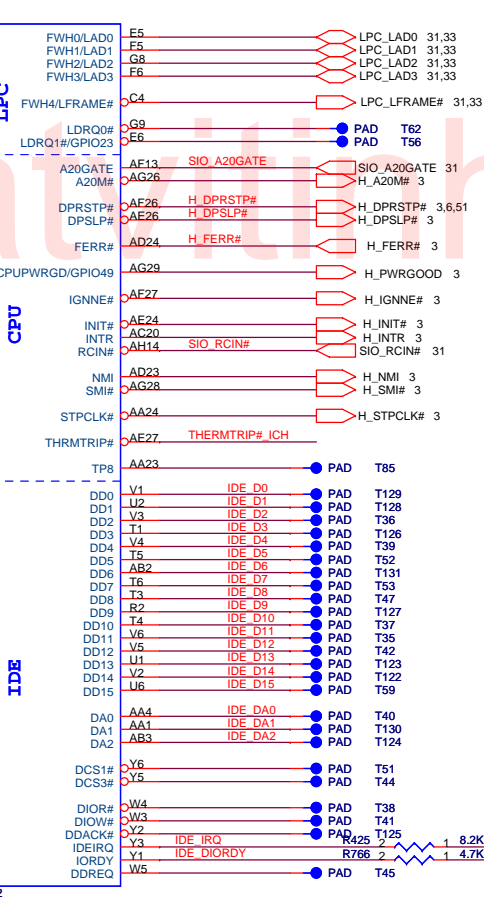 FWH0/LAD0 E5 LPC_LAD0 31,33
FWH1/LAD1 F5 LPC_LAD1 31,33
FWH2/LAD2 G8 LPC_LAD2 31,33
FWH3/LAD3 F6 LPC_LAD3 31,33
LPC
FWH4/LFRAME# C4 LPC_LFRAME# 31,33
LDRQ0# G9 PAD T62
LDRQ1#/GPIO23 E6 PAD T56
A20GATE AF13 SIO_A20GATE SIO_A20GATE 31
A20M# AG26 H_A20M# 3
DPRSTP# AF26 H_DPRSTP# H_DPRSTP# 3,6,51
DPSLP# AE26 H_DPSLP# H_DPSLP# 3
FERR# AD24 H_FERR# H_FERR# 3
CPUPWRGD/GPIO49 AG29 H_PWRGOOD 3
IGNNE# AF27 H_IGNNE# 3
CPU
INIT# AE24 H_INIT# 3
INTR AC20 H_INTR 3
RCIN# AH14 SIO_RCIN# SIO_RCIN# 31
NMI AD23 H_NMI 3
SMI# AG28 H_SMI# 3
STPCLK# AA24 H_STPCLK# 3
THRMTRIP# AE27 THERMTRIP#_ICH
TP8 AA23 PAD T85
DD0 V1 IDE_D0 PAD T129
DD1 U2 IDE_D1 PAD T128
DD2 V3 IDE_D2 PAD T36
DD3 T1 IDE_D3 PAD T126
DD4 V4 IDE_D4 PAD T39
DD5 T5 IDE_D5 PAD T52
DD6 AB2 IDE_D6 PAD T131
DD7 T6 IDE_D7 PAD T53
DD8 T3 IDE_D8 PAD T47
DD9 R2 IDE_D9 PAD T127
DD10 T4 IDE_D10 PAD T37
DD11 V6 IDE_D11 PAD T35
DD12 V5 IDE_D12 PAD T42
DD13 U1 IDE_D13 PAD T123
DD14 V2 IDE_D14 PAD T122
DD15 U6 IDE_D15 PAD T59
IDE
DA0 AA4 IDE_DA0 PAD T40
DA1 AA1 IDE_DA1 PAD T130
DA2 AB3 IDE_DA2 PAD T124
DCS1# Y6 PAD T51
DCS3# Y5 PAD T44
DIOR# W4 PAD T38
DIOW# W3 PAD T41
DDACK# Y2 PAD T125
IDEIRQ Y3 IDE_IRQ R425 2 1 8.2K
IORDY Y1 IDE_DIORDY R766 2 1 4.7K
DDREQ W5 PAD T45
atvitinh